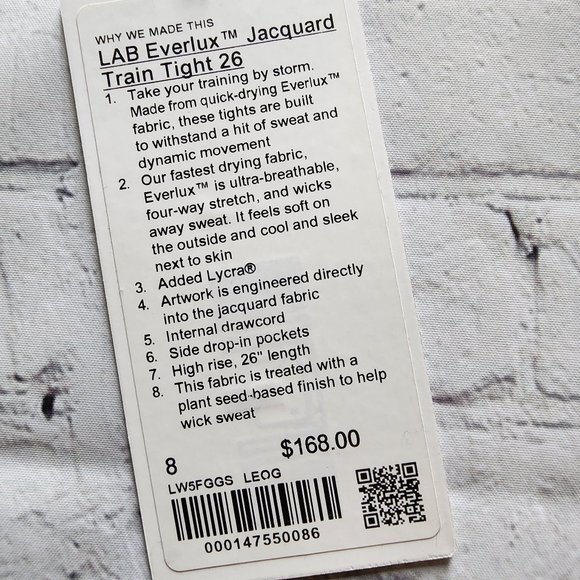 WHY WE MADE THIS
LAB Everlux™ Jacquard
Train Tight 26
1. Take your training by storm.
Made from quick-drying Everlux™
fabric, these tights are built
to withstand a hit of sweat and
dynamic movement
2. Our fastest drying fabric,
Everlux™ is ultra-breathable,
four-way stretch, and wicks
away sweat. It feels soft on
the outside and cool and sleek
next to skin
3. Added Lycra®
4. Artwork is engineered directly
into the jacquard fabric
5. Internal drawcord
6. Side drop-in pockets
7. High rise, 26" length
8. This fabric is treated with a
plant seed-based finish to help
wick sweat
8 $168.00
LW5FGGS LEOG
000147550086